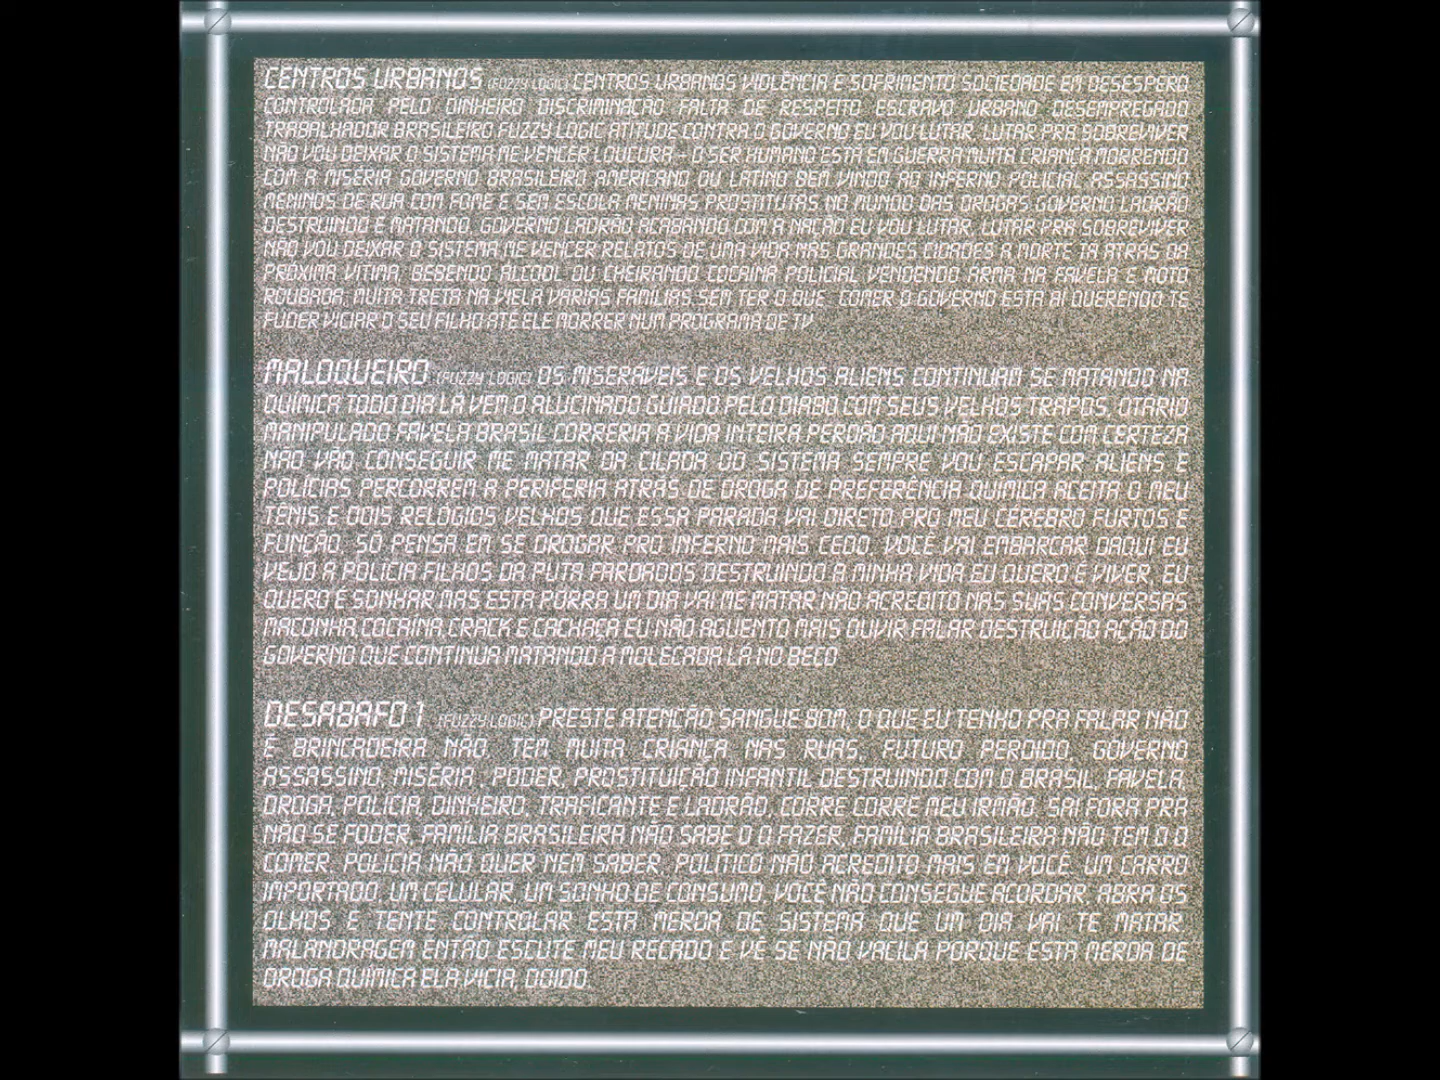 CENTROS URBANOS (FUZZY LOGIC) CENTROS URBANOS VIOLÊNCIA E SOFRIMENTO SOCIEDADE EM DESESPERO
CONTROLADA PELO DINHEIRO DISCRIMINAÇÃO FALTA DE RESPEITO ESCRAVO URBANO DESEMPREGADO
TRABALHADOR BRASILEIRO FUZZY LOGIC ATITUDE CONTRA O GOVERNO EU VOU LUTAR, LUTAR PRA SOBREVIVER
NÃO VOU DEIXAR O SISTEMA ME VENCER LOUCURA - O SER HUMANO ESTA EM GUERRA MUITA CRIANÇA MORRENDO
COM A MISÉRIA GOVERNO BRASILEIRO AMERICANO OU LATINO BEM VINDO AO INFERNO, POLICIAL ASSASSINO
MENINOS DE RUA COM FOME E SEM ESCOLA MENINAS PROSTITUTAS NO MUNDO DAS DROGAS GOVERNO LADRÃO
DESTRUINDO E MATANDO, GOVERNO LADRÃO ACABANDO COM A NAÇÃO EU VOU LUTAR, LUTAR PRA SOBREVIVER
NÃO VOU DEIXAR O SISTEMA ME VENCER RELATOS DE UMA VIDA NAS GRANDES CIDADES A MORTE TA ATRÁS DA
PRÓXIMA VITIMA, BEBENDO ÁLCOOL OU CHEIRANDO COCAINA POLICIAL VENDENDO ARMA NA FAVELA E MOTO
ROUBADA, MUITA TRETA NA VIELA VARIAS FAMÍLIAS SEM TER O QUE COMER O GOVERNO ESTA AÍ QUERENDO TE
FUDER VICIAR O SEU FILHO ATÉ ELE MORRER NUM PROGRAMA DE TV
MALOQUEIRO (FUZZY LOGIC) OS MISERÁVEIS E OS VELHOS ALIENS CONTINUAM SE MATANDO NA
QUÍMICA TODO DIA LA VEM O ALUCINADO GUIADO PELO DIABO COM SEUS VELHOS TRAPOS, OTÁRIO
MANIPULADO FAVELA BRASIL CORRERIA A VIDA INTEIRA PERDÃO AQUI NÃO EXISTE COM CERTEZA
NÃO VÃO CONSEGUIR ME MATAR DA CILADA DO SISTEMA SEMPRE VOU ESCAPAR ALIENS E
POLÍCIAS PERCORREM A PERIFERIA ATRÁS DE DROGA DE PREFERÊNCIA QUÍMICA ACEITA O MEU
TÊNIS E DOIS RELÓGIOS VELHOS QUE ESSA PARADA VAI DIRETO PRO MEU CÉREBRO FURTOS E
FUNÇÃO, SÓ PENSA EM SE DROGAR PRO INFERNO MAIS CEDO, VOCÊ VAI EMBARCAR DAQUI EU
VEJO A POLICIA FILHOS DA PUTA FARDADOS DESTRUINDO A MINHA VIDA EU QUERO É VIVER, EU
QUERO É SONHAR MAS ESTA PORRA UM DIA VAI ME MATAR NÃO ACREDITO NAS SUAS CONVERSAS
MACONHA, COCAINA, CRACK E CACHAÇA EU NÃO AGUENTO MAIS OUVIR FALAR DESTRUIÇÃO AÇÃO DO
GOVERNO QUE CONTINUA MATANDO A MOLECADA LÁ NO BECO
DESABAFO 1 (FUZZY LOGIC) PRESTE ATENÇÃO SANGUE BOM, O QUE EU TENHO PRA FALAR NÃO
É BRINCADEIRA NÃO, TEM MUITA CRIANÇA NAS RUAS, FUTURO PERDIDO, GOVERNO
ASSASSINO, MISÉRIA, PODER, PROSTITUIÇÃO INFANTIL DESTRUINDO COM O BRASIL, FAVELA,
DROGA, POLICIA, DINHEIRO, TRAFICANTE E LADRÃO, CORRE CORRE MEU IRMÃO, SAI FORA PRA
NÃO SE FODER, FAMÍLIA BRASILEIRA NÃO SABE O Q FAZER, FAMÍLIA BRASILEIRA NÃO TEM O Q
COMER, POLICIA NÃO QUER NEM SABER, POLÍTICO NÃO ACREDITO MAIS EM VOCÊ, UM CARRO
IMPORTADO, UM CELULAR, UM SONHO DE CONSUMO, VOCÊ NÃO CONSEGUE ACORDAR, ABRA OS
OLHOS E TENTE CONTROLAR ESTA MERDA DE SISTEMA QUE UM DIA VAI TE MATAR,
MALANDRAGEM ENTÃO ESCUTE MEU RECADO E VÊ SE NÃO VACILA PORQUE ESTA MERDA DE
DROGA QUÍMICA ELA VICIA, DOIDO.